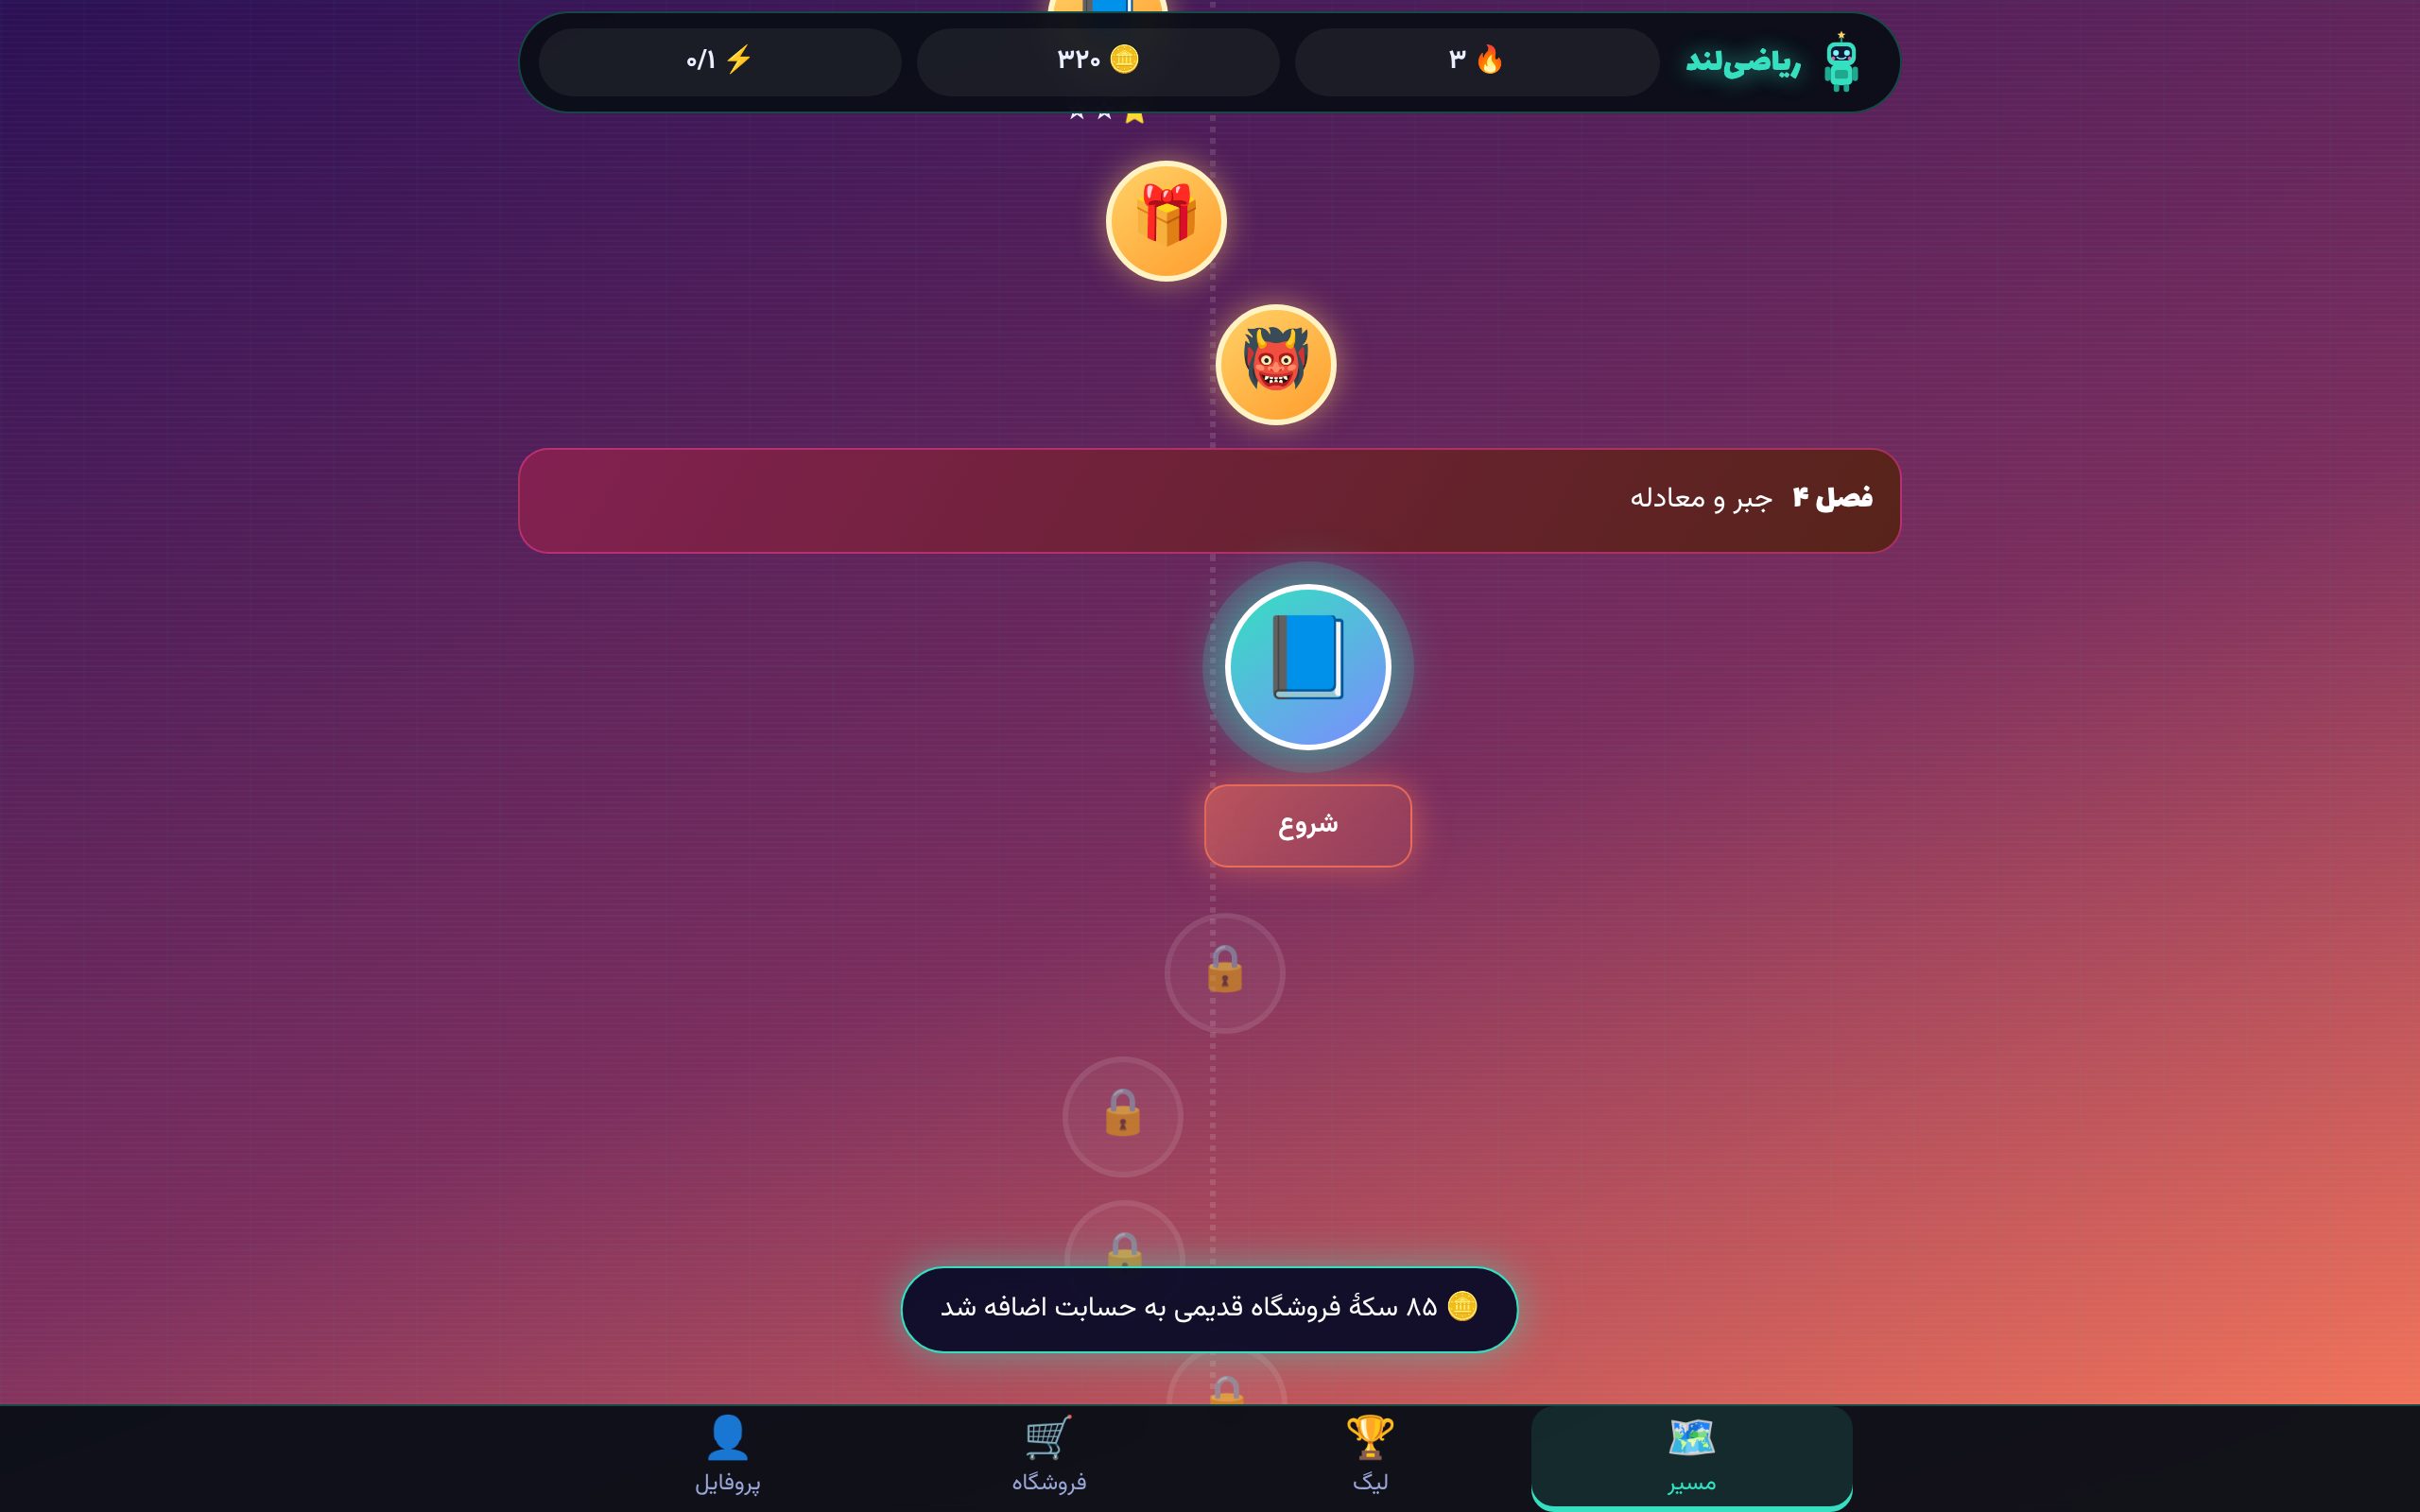 ریاضی‌لند
۳
۳۲۰
۰/۱
فصل ۴ جبر و معادله
شروع
۸۵ سکهٔ فروشگاه قدیمی به حسابت اضافه شد
مسیر
لیگ
فروشگاه
پروفایل